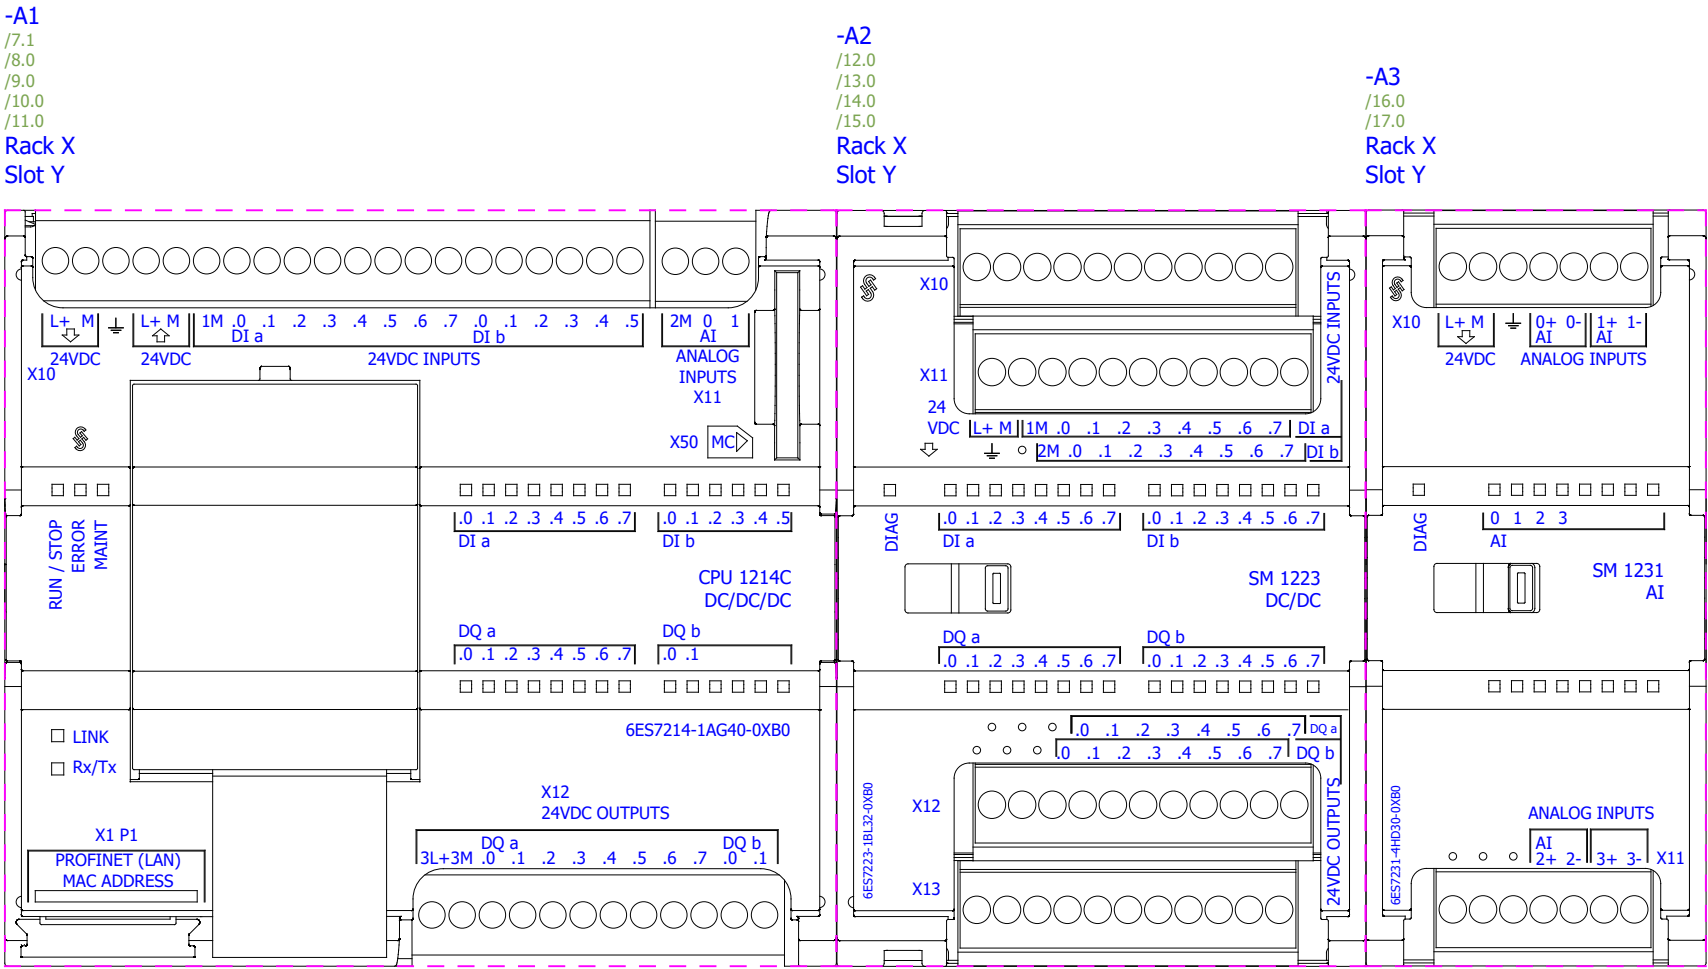 -A1
/7.1
/8.0
/9.0
/10.0
/11.0
Rack X
Slot Y
-A2
/12.0
/13.0
/14.0
/15.0
Rack X
Slot Y
-A3
/16.0
/17.0
Rack X
Slot Y
L+ M L+ M 1M .0 .1 .2 .3 .4 .5 .6 .7 .0 .1 .2 .3 .4 .5 2M 0 1
DI a DI b AI
24VDC 24VDC 24VDC INPUTS ANALOG
INPUTS
X10
X11
X50 MC
RUN / STOP
ERROR
MAINT
.0 .1 .2 .3 .4 .5 .6 .7 .0 .1 .2 .3 .4 .5
DI a DI b
CPU 1214C
DC/DC/DC
DQ a DQ b
.0 .1 .2 .3 .4 .5 .6 .7 .0 .1
LINK
Rx/Tx
6ES7214-1AG40-0XB0
X12
24VDC OUTPUTS
X1 P1
PROFINET (LAN)
MAC ADDRESS
DQ a DQ b
3L+3M .0 .1 .2 .3 .4 .5 .6 .7 .0 .1
X10
24VDC INPUTS
X11
24
VDC L+ M 1M .0 .1 .2 .3 .4 .5 .6 .7 DI a
2M .0 .1 .2 .3 .4 .5 .6 .7 DI b
DIAG
.0 .1 .2 .3 .4 .5 .6 .7 .0 .1 .2 .3 .4 .5 .6 .7
DI a DI b
SM 1223
DC/DC
DQ a DQ b
.0 .1 .2 .3 .4 .5 .6 .7 .0 .1 .2 .3 .4 .5 .6 .7
.0 .1 .2 .3 .4 .5 .6 .7 DQ a
.0 .1 .2 .3 .4 .5 .6 .7 DQ b
6ES7223-1BL32-0XB0
X12
24VDC OUTPUTS
X13
X10 L+ M 0+ 0- 1+ 1-
AI AI
24VDC ANALOG INPUTS
DIAG
0 1 2 3
AI
SM 1231
AI
6ES7231-4HD30-0XB0
ANALOG INPUTS
AI
2+ 2- 3+ 3- X11